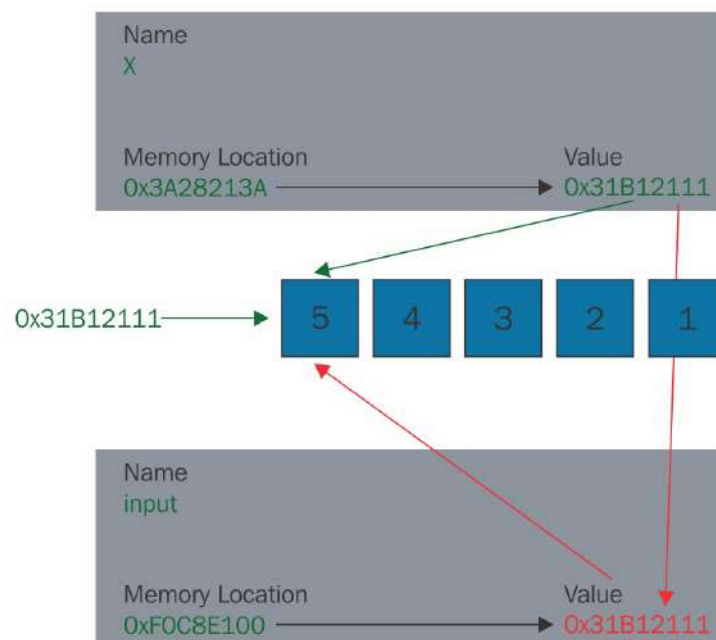 Name
X
Memory Location Value
0x3A28213A 0x31B12111
0x31B12111 5 4 3 2 1
Name
input
Memory Location Value
0xF0C8E100 0x31B12111